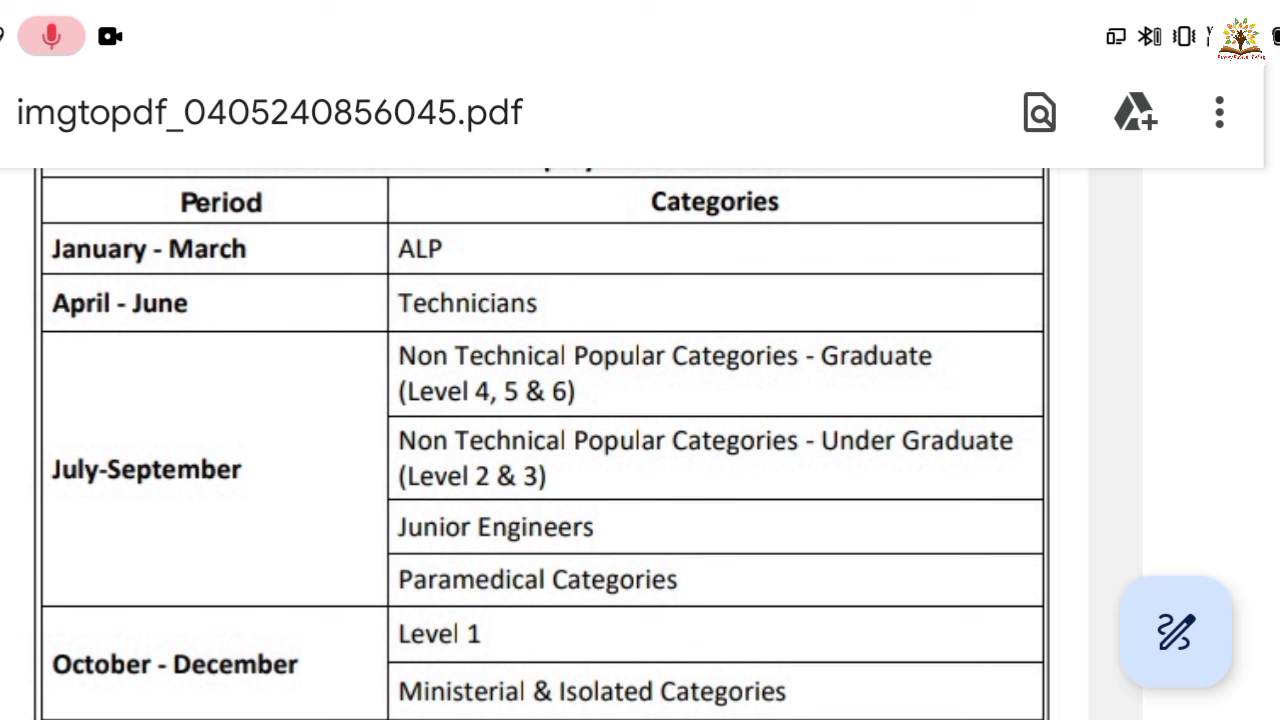 imgtopdf_0405240856045.pdf
Period
Categories
January - March
ALP
April - June
Technicians
July-September
Non Technical Popular Categories - Graduate
(Level 4, 5 & 6)
Non Technical Popular Categories - Under Graduate
(Level 2 & 3)
Junior Engineers
Paramedical Categories
October - December
Level 1
Ministerial & Isolated Categories